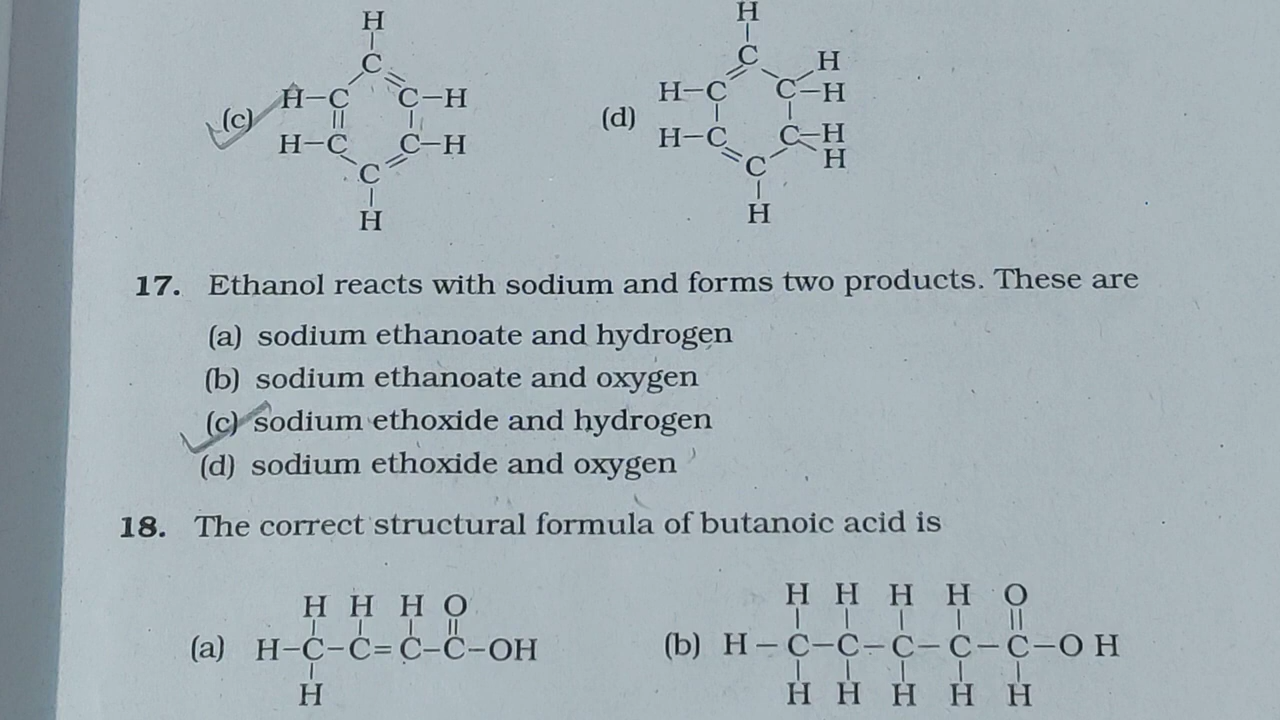 H H
C C H
(c) H-C C-H (d) H-C C-H
H-C C-H H-C C-H
C C H
H H
17. Ethanol reacts with sodium and forms two products. These are
(a) sodium ethanoate and hydrogen
(b) sodium ethanoate and oxygen
(c) sodium ethoxide and hydrogen
(d) sodium ethoxide and oxygen
18. The correct structural formula of butanoic acid is
H H H O H H H H O
(a) H-C-C=C-C-OH (b) H-C-C-C-C-C-O H
H H H H H H